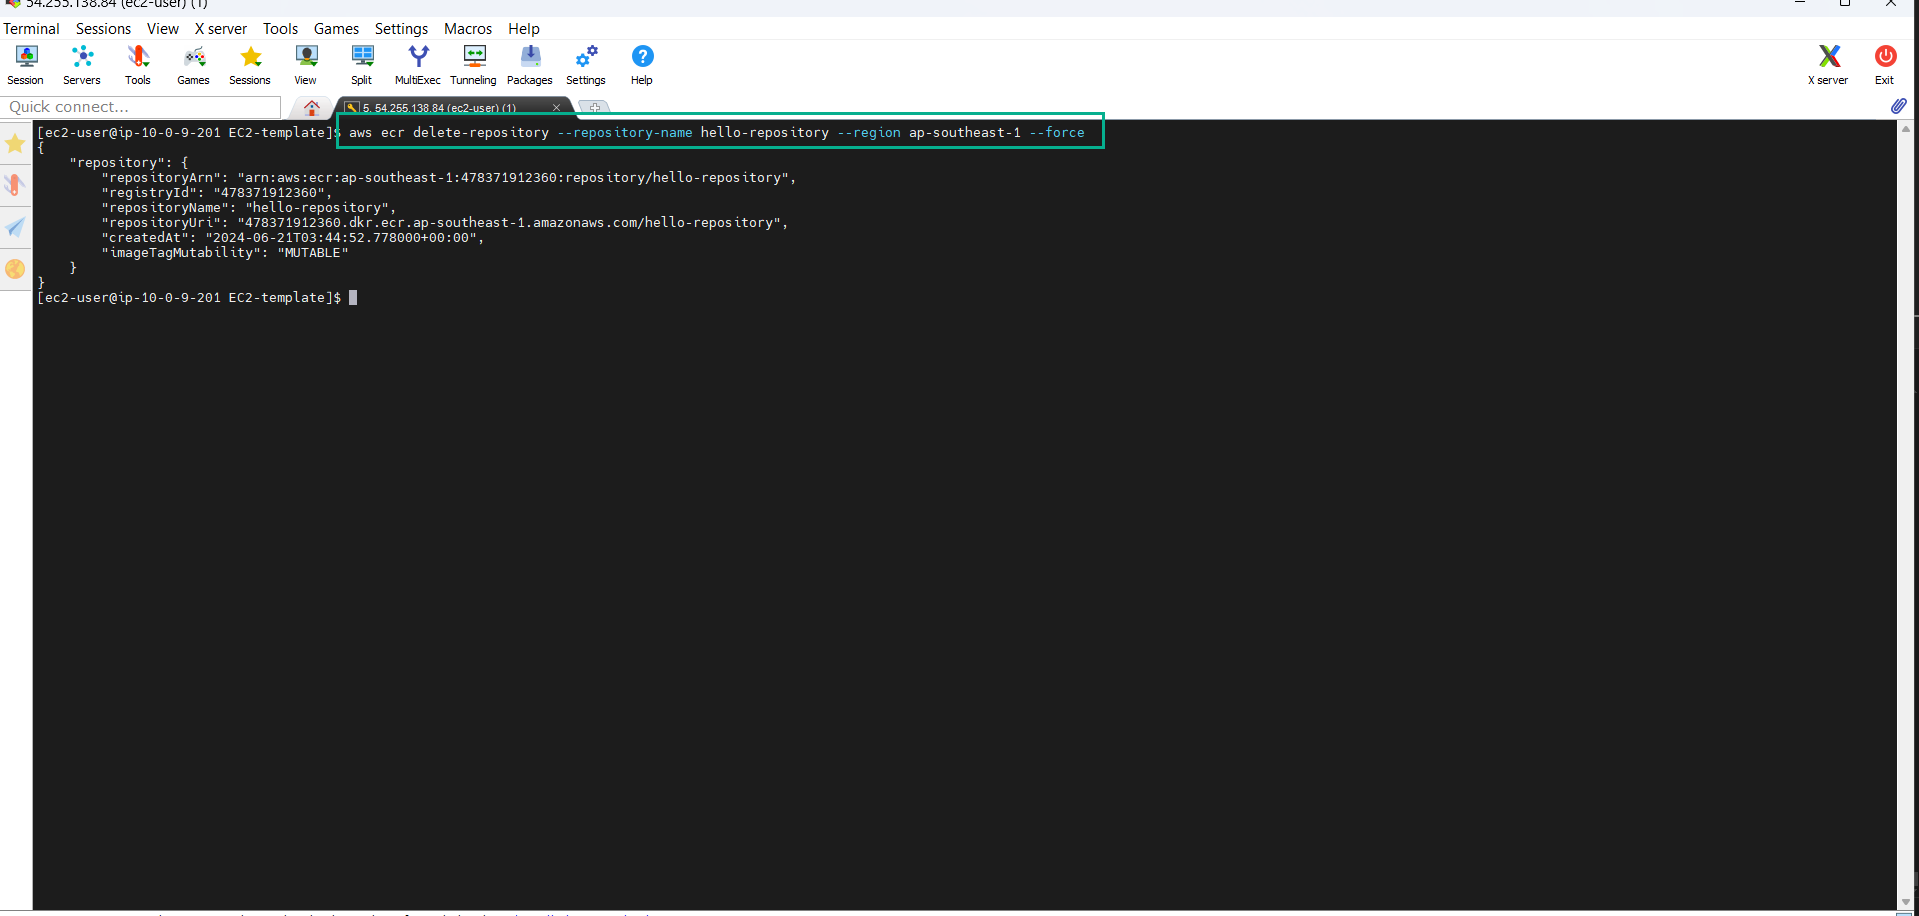 54.255.138.84 (ec2-user) (1)
Terminal Sessions View X server Tools Games Settings Macros Help
Session Servers Tools Games Sessions View Split MultiExec Tunneling Packages Settings Help X server Exit
Quick connect... 5. 54.255.138.84 (ec2-user) (1)
[ec2-user@ip-10-0-9-201 EC2-template]$ aws ecr delete-repository --repository-name hello-repository --region ap-southeast-1 --force
{
    "repository": {
        "repositoryArn": "arn:aws:ecr:ap-southeast-1:478371912360:repository/hello-repository",
        "registryId": "478371912360",
        "repositoryName": "hello-repository",
        "repositoryUri": "478371912360.dkr.ecr.ap-southeast-1.amazonaws.com/hello-repository",
        "createdAt": "2024-06-21T03:44:52.778000+00:00",
        "imageTagMutability": "MUTABLE"
    }
}
[ec2-user@ip-10-0-9-201 EC2-template]$